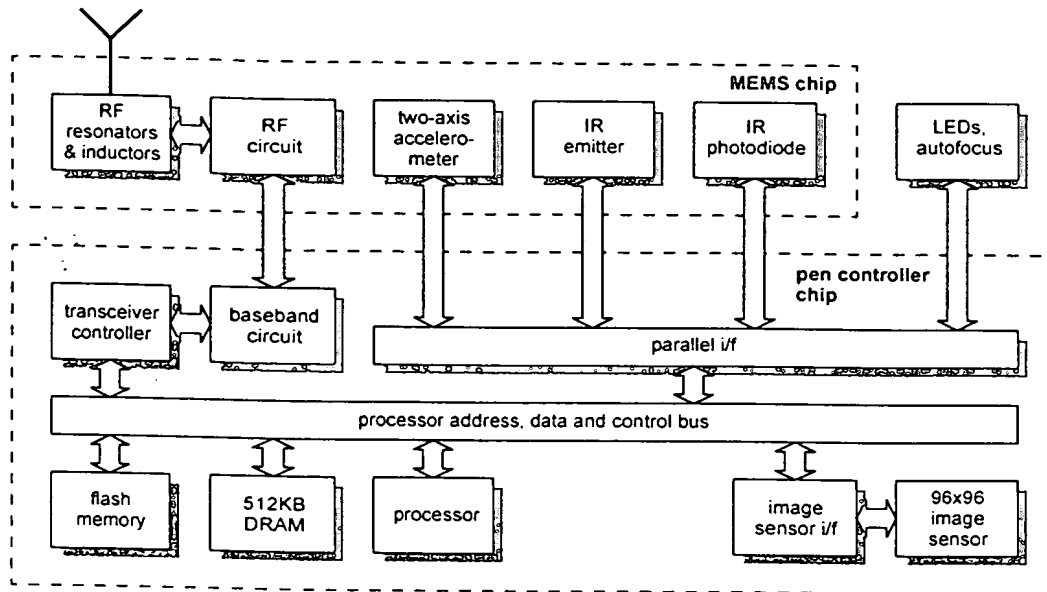 MEMS chip
RF
resonators
& inductors
RF
circuit
two-axis
accelero-
meter
IR
emitter
IR
photodiode
LEDs,
autofocus
pen controller
chip
transceiver
controller
baseband
circuit
parallel i/f
processor address, data and control bus
flash
memory
512KB
DRAM
processor
image
sensor i/f
96x96
image
sensor